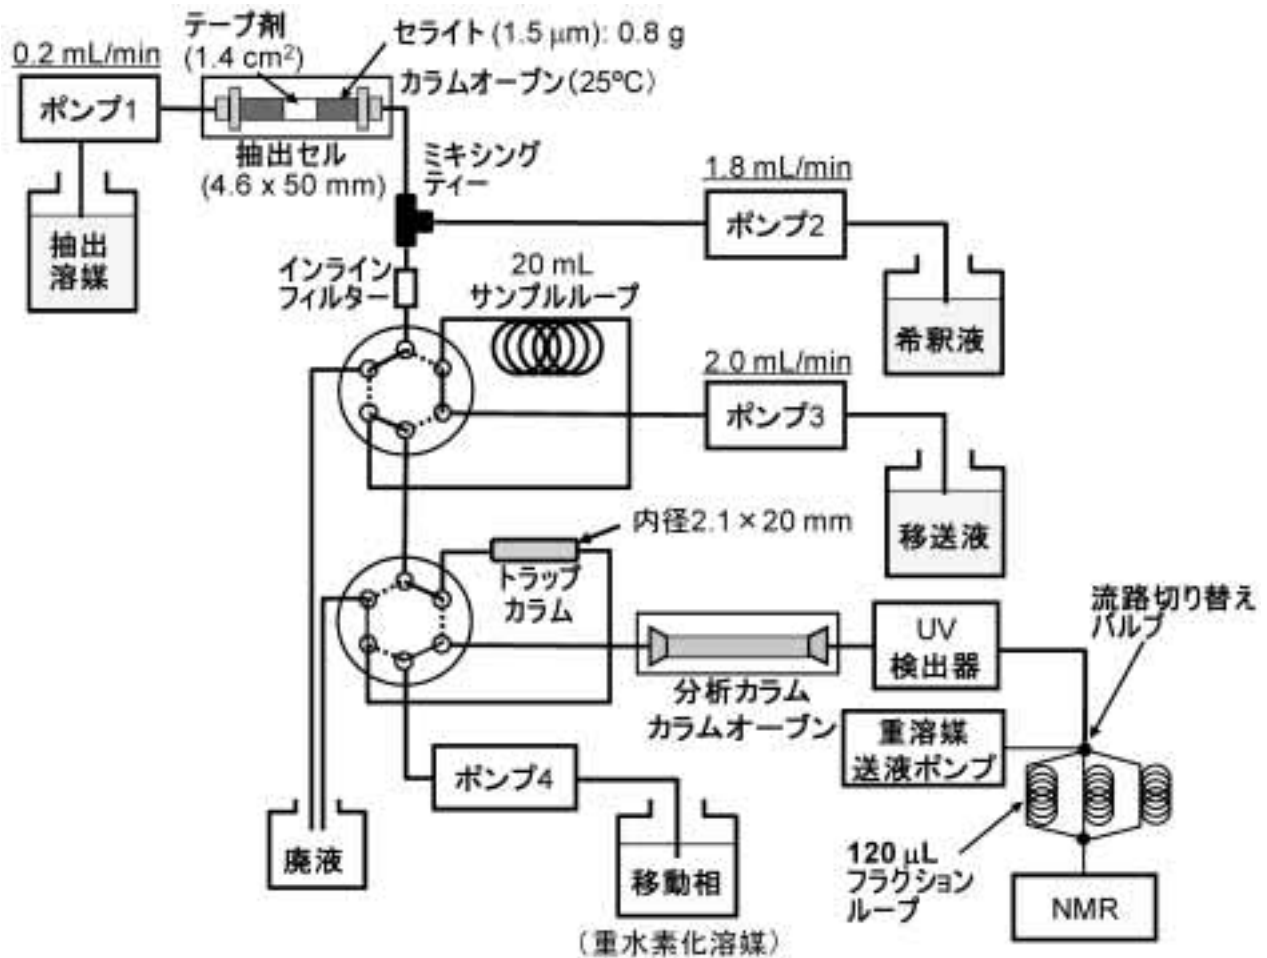 テープ剤
(1.4 cm²)
セライト (1.5 μm): 0.8 g
0.2 mL/min
カラムオーブン(25℃)
ポンプ1
抽出セル
(4.6 x 50 mm)
ミキシング
ティー
抽出
溶媒
1.8 mL/min
ポンプ2
インライン
フィルター
20 mL
サンプルループ
希釈液
2.0 mL/min
ポンプ3
移送液
内径2.1×20 mm
トラップ
カラム
流路切り替え
バルブ
UV
検出器
分析カラム
カラムオーブン
重溶媒
送液ポンプ
ポンプ4
廃液
移動相
(重水素化溶媒)
120 μL
フラクション
ループ
NMR